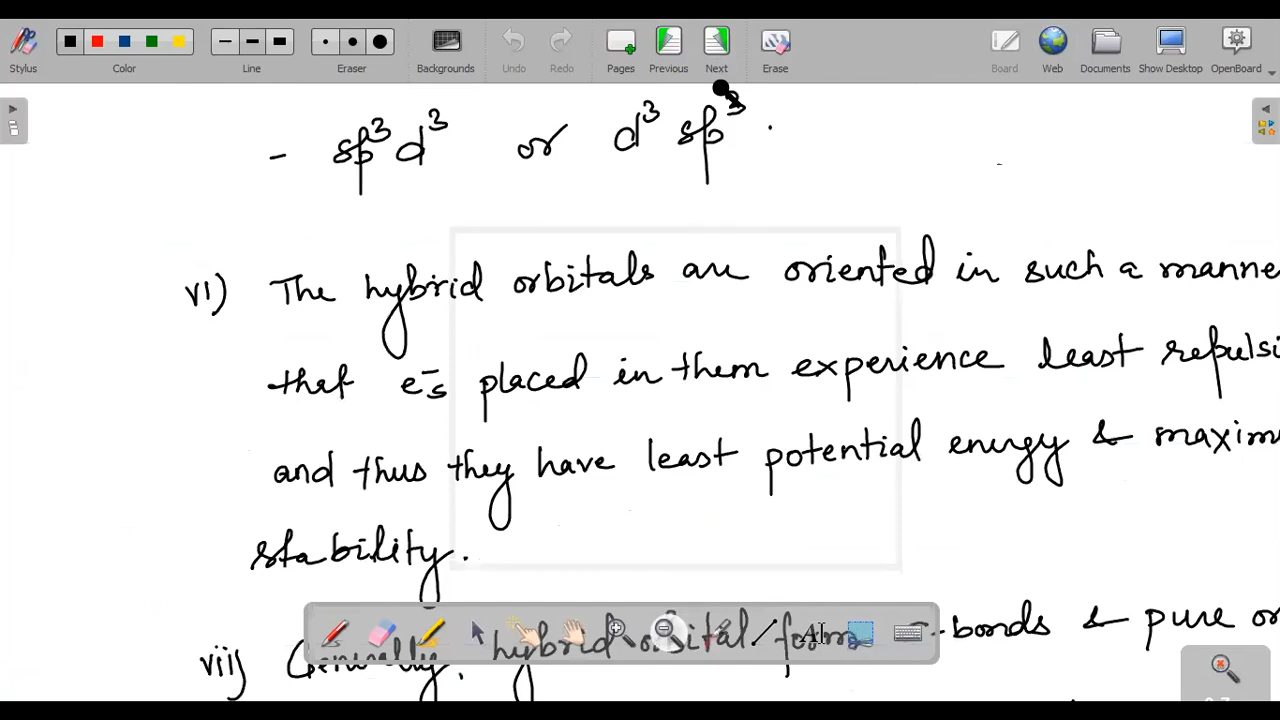 Stylus Color Line Eraser Backgrounds Undo Redo Pages Previous Next Erase Board Web Documents Show Desktop OpenBoard
- sp³d³ or d³sp³.
vi) The hybrid orbitals are oriented in such a manne
that e⁻s placed in them experience least repulsi
and thus they have least potential energy & maxim
stability.
vii) Generally, hybrid orbital form bonds & pure or